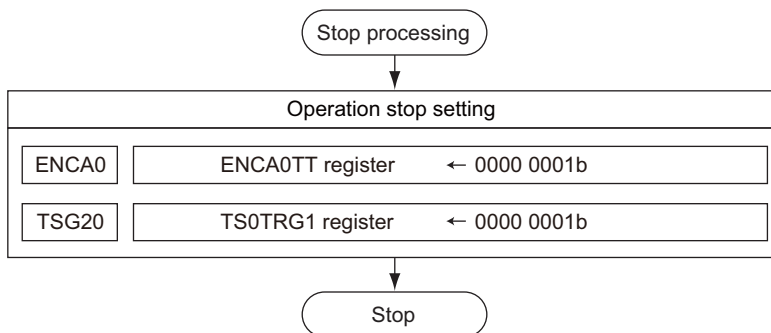 Stop processing
Operation stop setting
ENCA0 ENCA0TT register ← 0000 0001b
TSG20 TS0TRG1 register ← 0000 0001b
Stop